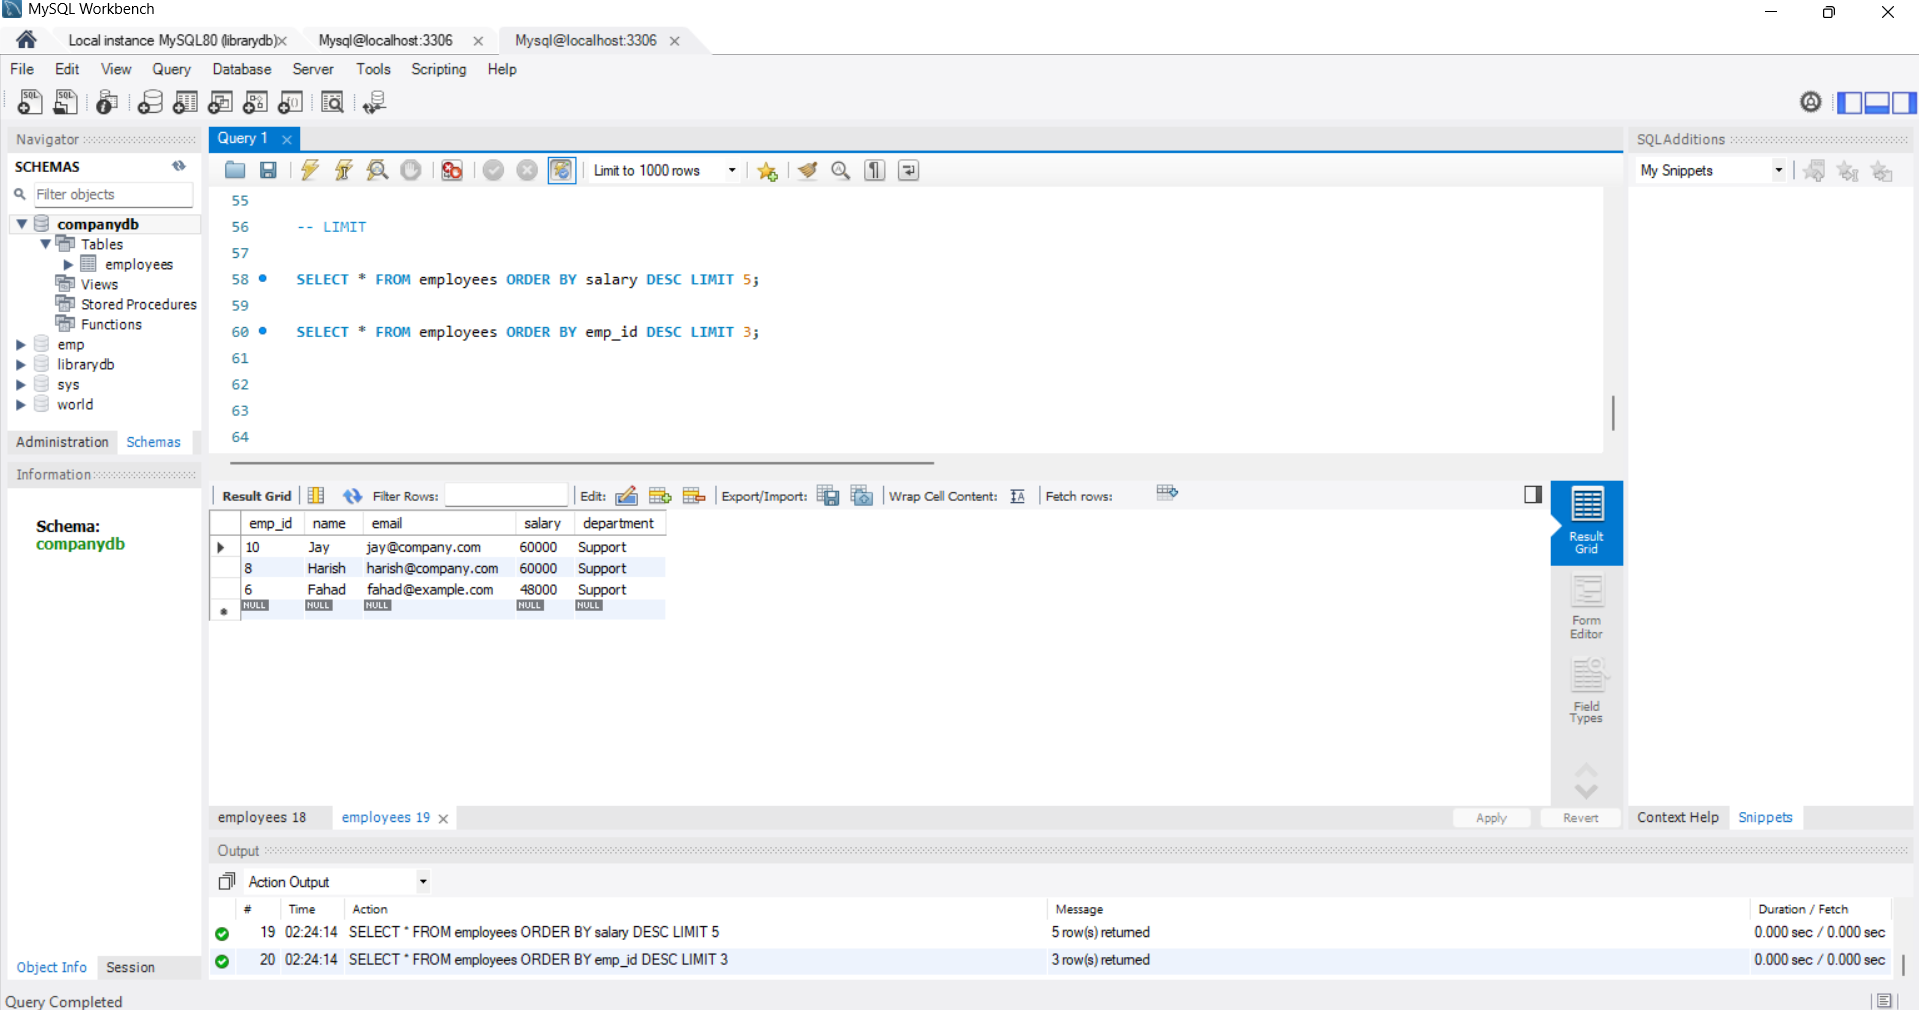 MySQL Workbench
Local instance MySQL80 (librarydb) Mysql@localhost:3306 Mysql@localhost:3306
File Edit View Query Database Server Tools Scripting Help
Navigator
SCHEMAS
Filter objects
companydb
Tables
employees
Views
Stored Procedures
Functions
emp
librarydb
sys
world
Administration Schemas
Information
Schema:
companydb
Object Info Session
Query 1
Limit to 1000 rows
55
56 -- LIMIT
57
58 SELECT * FROM employees ORDER BY salary DESC LIMIT 5;
59
60 SELECT * FROM employees ORDER BY emp_id DESC LIMIT 3;
61
62
63
64
Result Grid Filter Rows: Edit: Export/Import: Wrap Cell Content: Fetch rows:
emp_id name email salary department
10 Jay jay@company.com 60000 Support
8 Harish harish@company.com 60000 Support
6 Fahad fahad@example.com 48000 Support
NULL NULL NULL NULL NULL
Result
Grid
Form
Editor
Field
Types
employees 18 employees 19 Apply Revert
SQLAdditions
My Snippets
Context Help Snippets
Output
Action Output
# Time Action Message Duration / Fetch
19 02:24:14 SELECT * FROM employees ORDER BY salary DESC LIMIT 5 5 row(s) returned 0.000 sec / 0.000 sec
20 02:24:14 SELECT * FROM employees ORDER BY emp_id DESC LIMIT 3 3 row(s) returned 0.000 sec / 0.000 sec
Query Completed